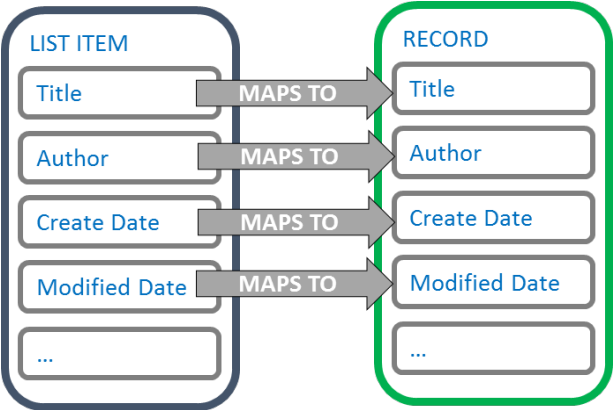 LIST ITEM
RECORD
Title
MAPS TO
Title
Author
MAPS TO
Author
Create Date
MAPS TO
Create Date
Modified Date
MAPS TO
Modified Date
...
...